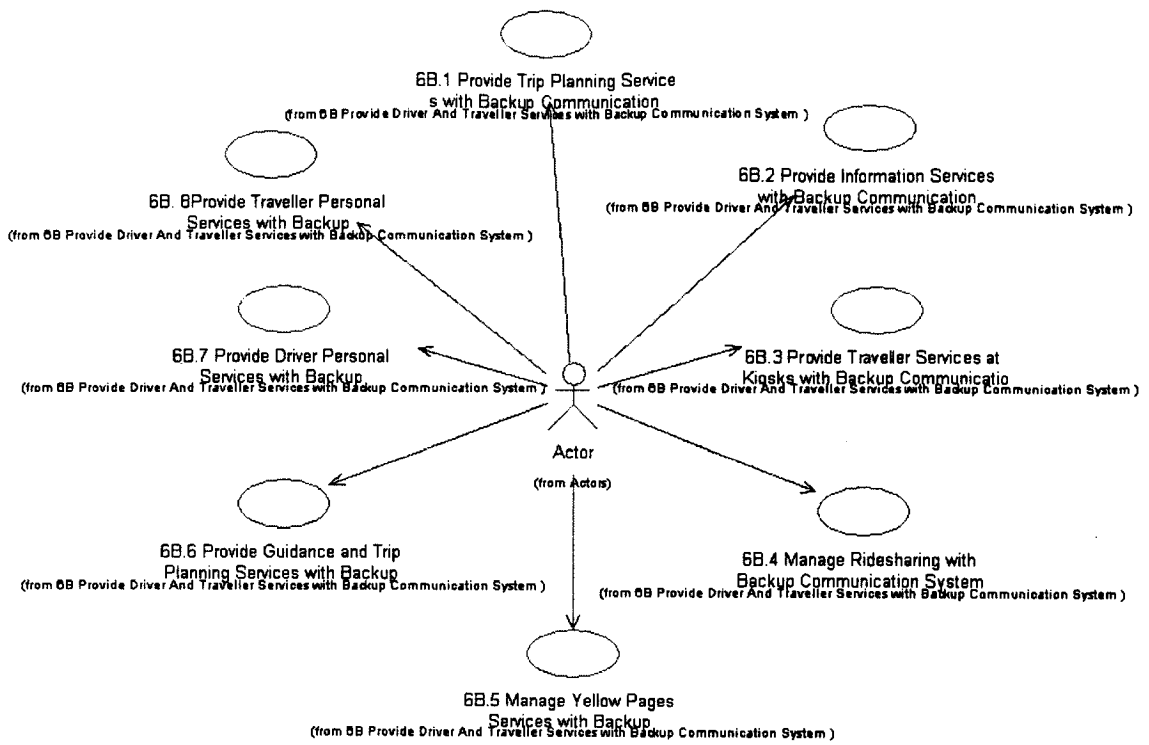 6B.1 Provide Trip Planning Service
s with Backup Communication
(from 6B Provide Driver And Traveller Services with Backup Communication System )
6B.2 Provide Information Services
with Backup Communication
(from 6B Provide Driver And Traveller Services with Backup Communication System )
6B. 8Provide Traveller Personal
Services with Backup
(from 6B Provide Driver And Traveller Services with Backup Communication System )
6B.7 Provide Driver Personal
Services with Backup
(from 6B Provide Driver And Traveller Services with Backup Communication System )
6B.3 Provide Traveller Services at
Kiosks with Backup Communicatio
(from 6B Provide Driver And Traveller Services with Backup Communication System )
Actor
(from Actors)
6B.6 Provide Guidance and Trip
Planning Services with Backup
(from 6B Provide Driver And Traveller Services with Backup Communication System )
6B.4 Manage Ridesharing with
Backup Communication System
(from 6B Provide Driver And Traveller Services with Backup Communication System )
6B.5 Manage Yellow Pages
Services with Backup
(from 6B Provide Driver And Traveller Services with Backup Communication System )